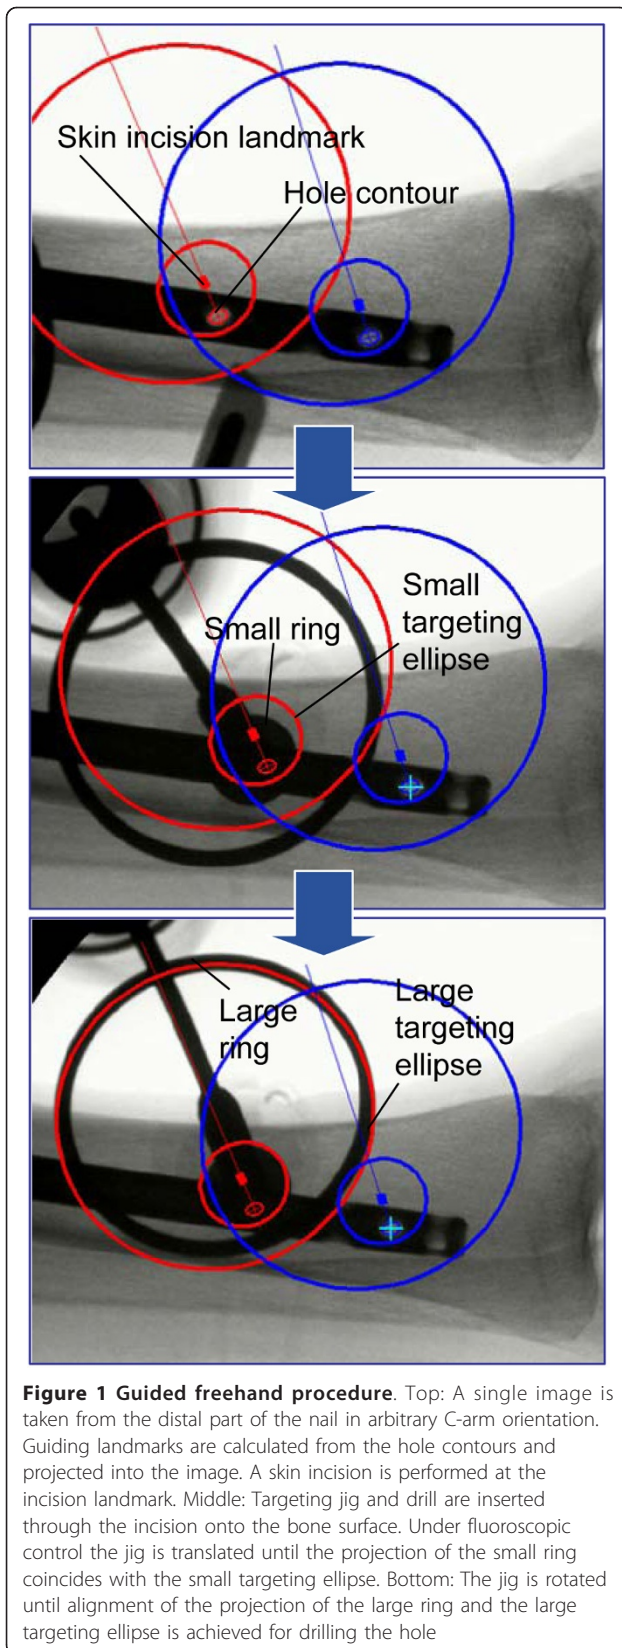 Skin incision landmark
Hole contour
Small ring
Small
targeting
ellipse
Large
ring
Large
targeting
ellipse
Figure 1 Guided freehand procedure. Top: A single image is
taken from the distal part of the nail in arbitrary C-arm orientation.
Guiding landmarks are calculated from the hole contours and
projected into the image. A skin incision is performed at the
incision landmark. Middle: Targeting jig and drill are inserted
through the incision onto the bone surface. Under fluoroscopic
control the jig is translated until the projection of the small ring
coincides with the small targeting ellipse. Bottom: The jig is rotated
until alignment of the projection of the large ring and the large
targeting ellipse is achieved for drilling the hole